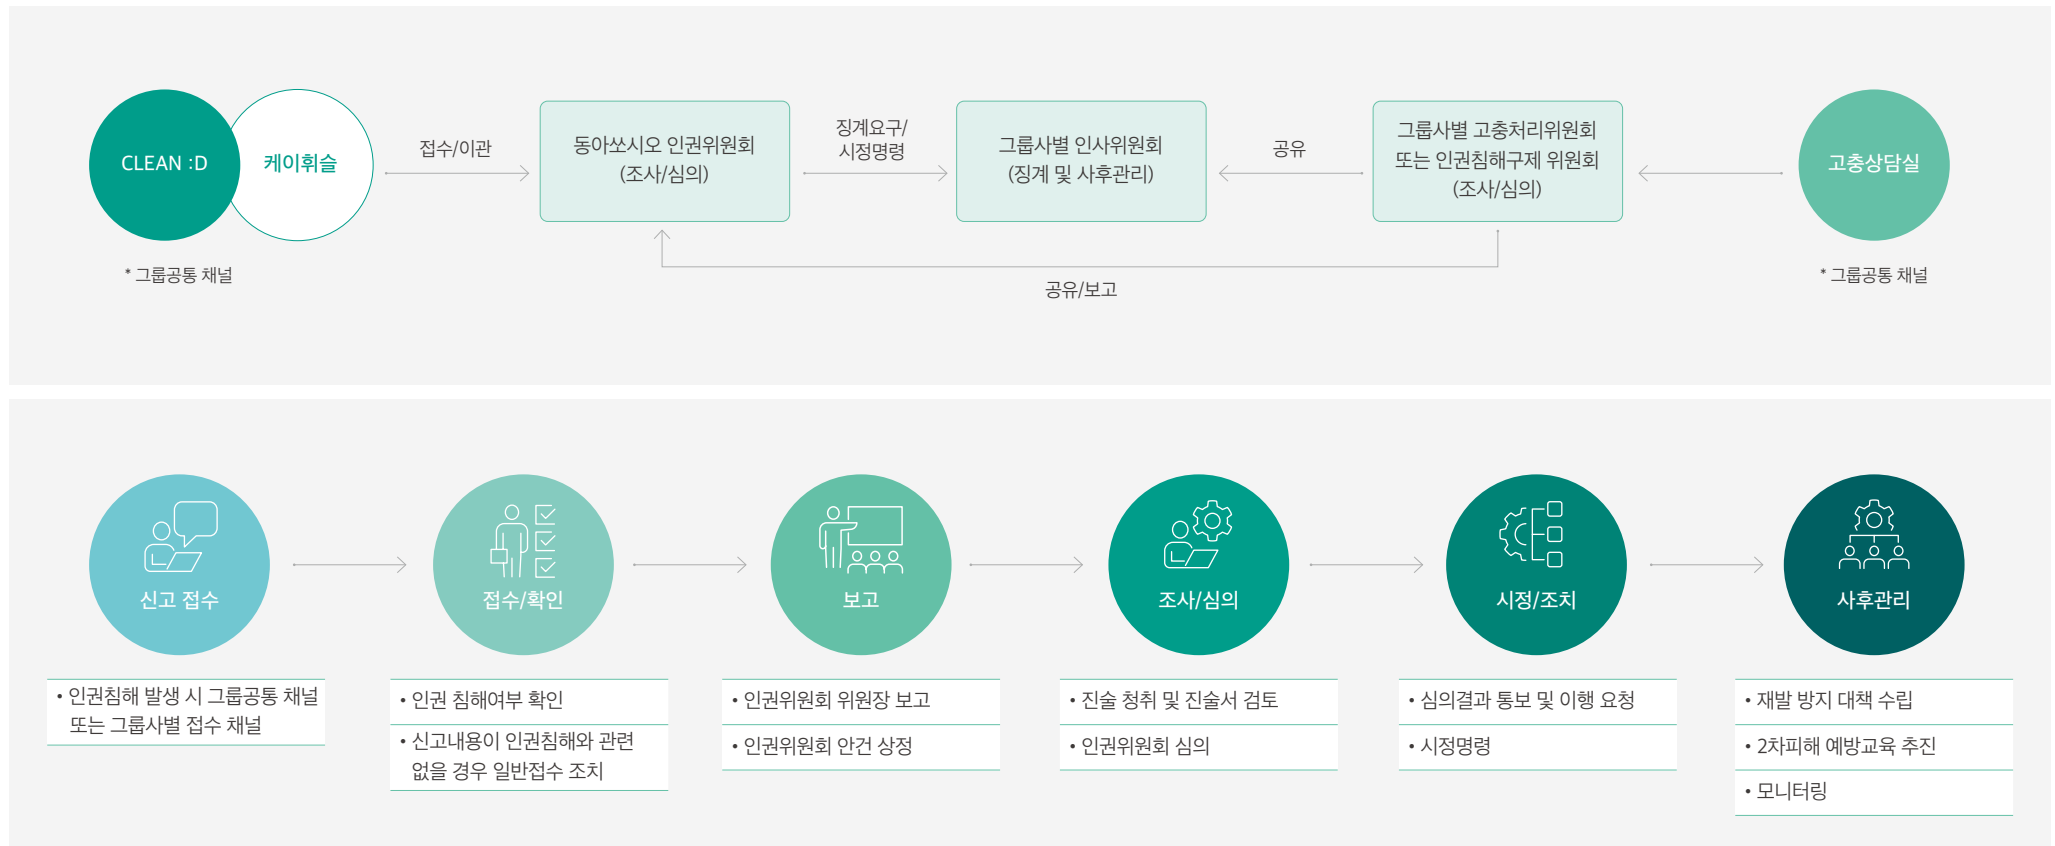 CLEAN :D
케이휘슬
* 그룹공통 채널
접수/이관
동아쏘시오 인권위원회
(조사/심의)
징계요구/
시정명령
그룹사별 인사위원회
(징계 및 사후관리)
공유
그룹사별 고충처리위원회
또는 인권침해구제 위원회
(조사/심의)
고충상담실
* 그룹공통 채널
공유/보고
신고 접수
• 인권침해 발생 시 그룹공통 채널
또는 그룹사별 접수 채널
접수/확인
• 인권 침해여부 확인
• 신고내용이 인권침해와 관련
없을 경우 일반접수 조치
보고
• 인권위원회 위원장 보고
• 인권위원회 안건 상정
조사/심의
• 진술 청취 및 진술서 검토
• 인권위원회 심의
시정/조치
• 심의결과 통보 및 이행 요청
• 시정명령
사후관리
• 재발 방지 대책 수립
• 2차피해 예방교육 추진
• 모니터링